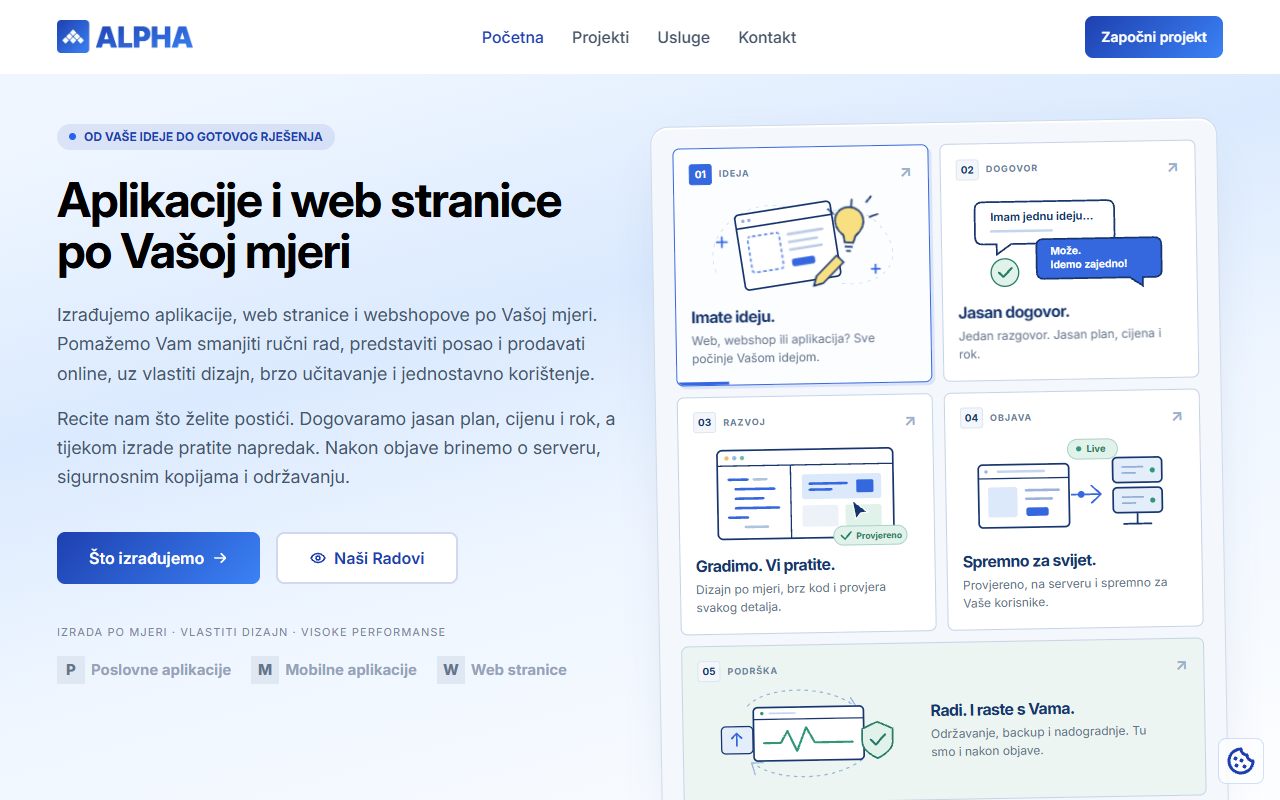 ALPHA
Početna
Projekti
Usluge
Kontakt
Započni projekt
OD VAŠE IDEJE DO GOTOVOG RJEŠENJA
Aplikacije i web stranice
po Vašoj mjeri
Izrađujemo aplikacije, web stranice i webshopove po Vašoj mjeri.
Pomažemo Vam smanjiti ručni rad, predstaviti posao i prodavati
online, uz vlastiti dizajn, brzo učitavanje i jednostavno korištenje.
Recite nam što želite postići. Dogovaramo jasan plan, cijenu i rok, a
tijekom izrade pratite napredak. Nakon objave brinemo o serveru,
sigurnosnim kopijama i održavanju.
Što izrađujemo
Naši Radovi
IZRADA PO MJERI · VLASTITI DIZAJN · VISOKE PERFORMANSE
P Poslovne aplikacije
M Mobilne aplikacije
W Web stranice
01 IDEJA
Imate ideju.
Web, webshop ili aplikacija? Sve
počinje Vašom idejom.
02 DOGOVOR
Imam jednu ideju...
Može.
Idemo zajedno!
Jasan dogovor.
Jedan razgovor. Jasan plan, cijena i
rok.
03 RAZVOJ
Provjereno
Gradimo. Vi pratite.
Dizajn po mjeri, brz kod i provjera
svakog detalja.
04 OBJAVA
Live
Spremno za svijet.
Provjereno, na serveru i spremno za
Vaše korisnike.
05 PODRŠKA
Radi. I raste s Vama.
Održavanje, backup i nadogradnje. Tu
smo i nakon objave.